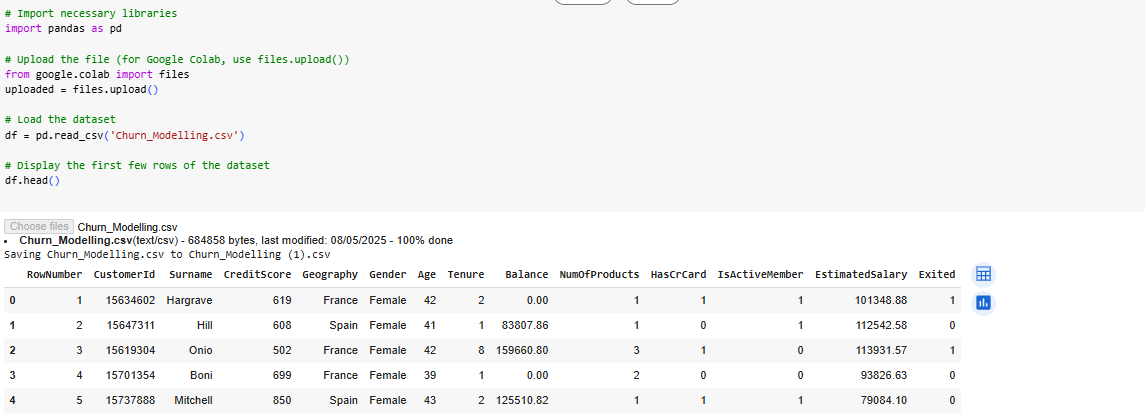 # Import necessary libraries
import pandas as pd
# Upload the file (for Google Colab, use files.upload())
from google.colab import files
uploaded = files.upload()
# Load the dataset
df = pd.read_csv('Churn_Modelling.csv')
# Display the first few rows of the dataset
df.head()
Choose files Churn_Modelling.csv
• Churn_Modelling.csv(text/csv) - 684858 bytes, last modified: 08/05/2025 - 100% done
Saving Churn_Modelling.csv to Churn_Modelling (1).csv
RowNumber CustomerId Surname CreditScore Geography Gender Age Tenure Balance NumOfProducts HasCrCard IsActiveMember EstimatedSalary Exited
0 1 15634602 Hargrave 619 France Female 42 2 0.00 1 1 1 101348.88 1
1 2 15647311 Hill 608 Spain Female 41 1 83807.86 1 0 1 112542.58 0
2 3 15619304 Onio 502 France Female 42 8 159660.80 3 1 0 113931.57 1
3 4 15701354 Boni 699 France Female 39 1 0.00 2 0 0 93826.63 0
4 5 15737888 Mitchell 850 Spain Female 43 2 125510.82 1 1 1 79084.10 0